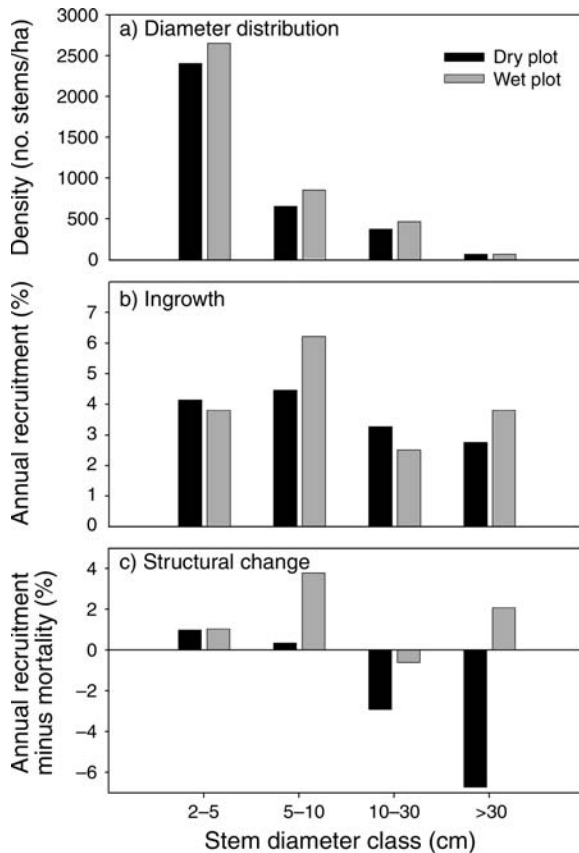 a) Diameter distribution
Dry plot
Wet plot
Density (no. stems/ha)
3000
2500
2000
1500
1000
500
0
b) Ingrowth
Annual recruitment (%)
7
6
5
4
3
2
1
0
c) Structural change
Annual recruitment
minus mortality (%)
4
2
0
−2
−4
−6
2–5
5–10
10–30
>30
Stem diameter class (cm)